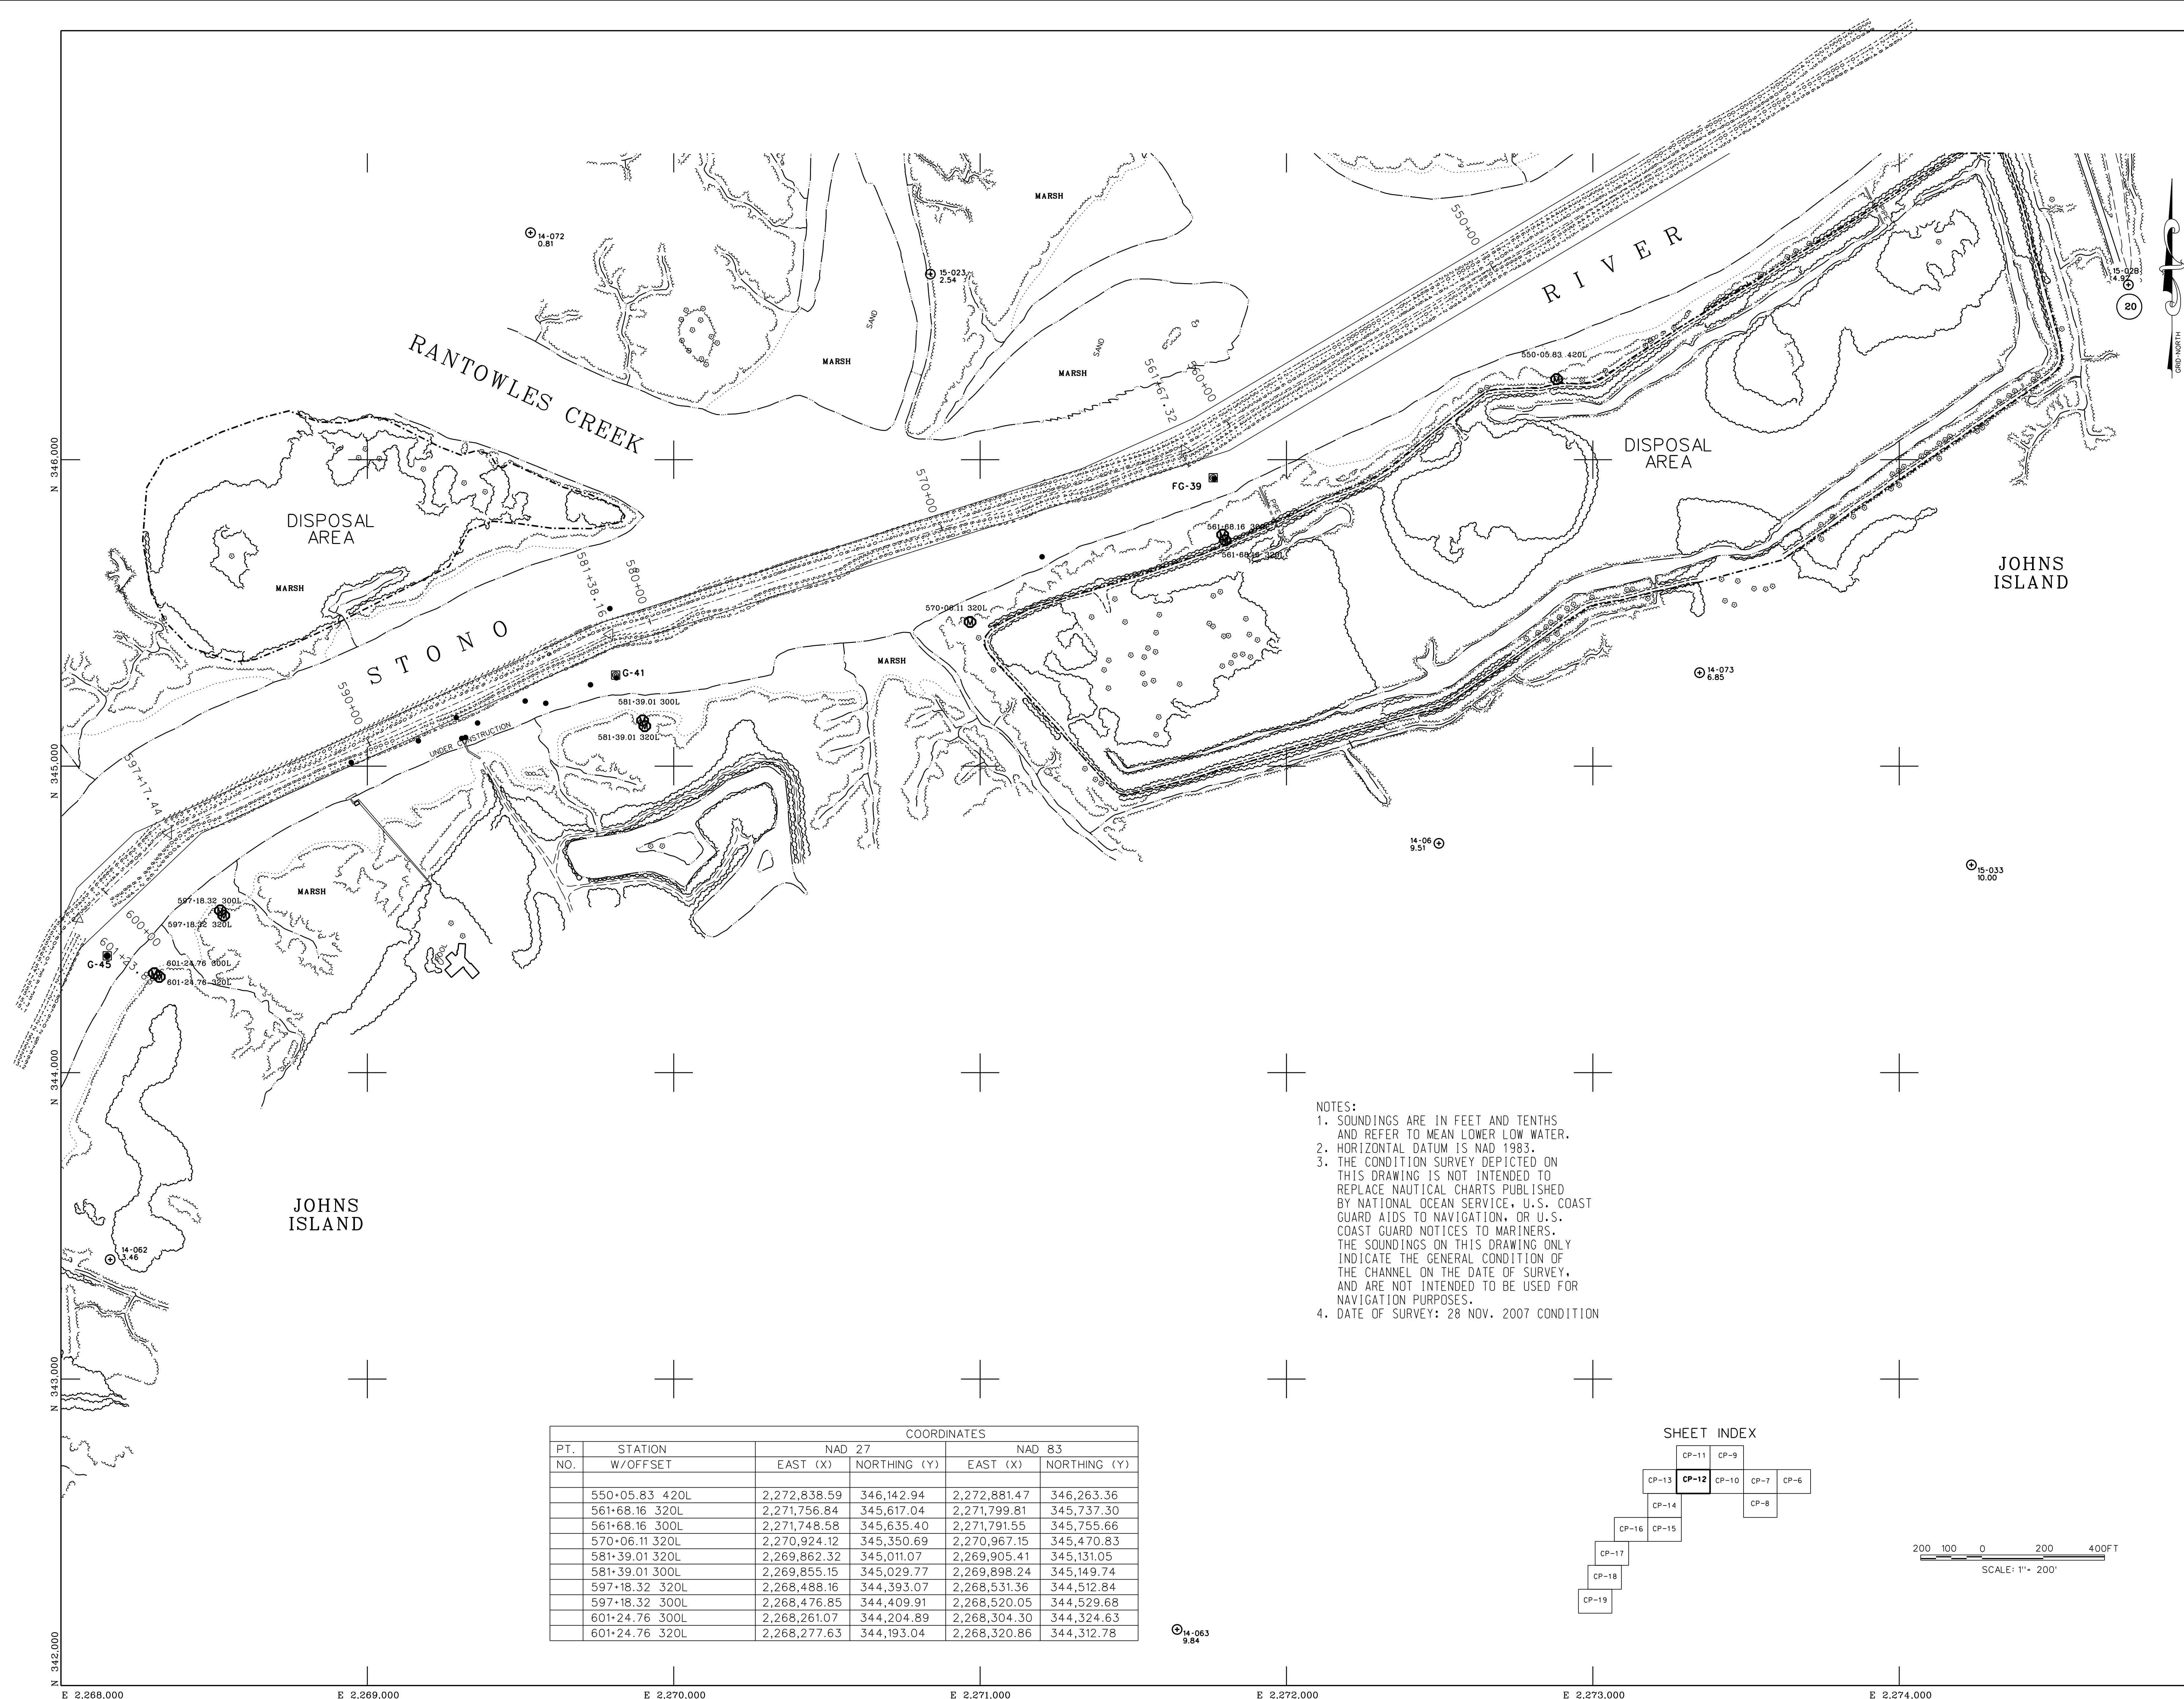 MARSH
14-072
0.81
15-023
2.54
550+00
RIVER
15-028
4.97
20
GRID-NORTH
SAND
SAND
RANTOWLES CREEK
MARSH
MARSH
561+67.32
560+00
550+05.83 420L
DISPOSAL
AREA
N 346,000
FG-39
570+00
PIPE
561+68.16 300L
561+68.16 320L
DISPOSAL
AREA
MARSH
581+38.16
580+00
JOHNS
ISLAND
570+06.11 320L
STONO
MARSH
G-41
14-073
6.85
590+00
581+39.01 300L
581+39.01 320L
UNDER CONSTRUCTION
N 345,000
597+17.44
14-06
9.51
15-033
10.00
MARSH
597+18.32 300L
597+18.32 320L
600+00
G-45
601+24.76 300L
601+24.76 320L
POOL
N 344,000
NOTES:
1. SOUNDINGS ARE IN FEET AND TENTHS
AND REFER TO MEAN LOWER LOW WATER.
2. HORIZONTAL DATUM IS NAD 1983.
3. THE CONDITION SURVEY DEPICTED ON
THIS DRAWING IS NOT INTENDED TO
REPLACE NAUTICAL CHARTS PUBLISHED
BY NATIONAL OCEAN SERVICE, U.S. COAST
GUARD AIDS TO NAVIGATION, OR U.S.
COAST GUARD NOTICES TO MARINERS.
THE SOUNDINGS ON THIS DRAWING ONLY
INDICATE THE GENERAL CONDITION OF
THE CHANNEL ON THE DATE OF SURVEY,
AND ARE NOT INTENDED TO BE USED FOR
NAVIGATION PURPOSES.
4. DATE OF SURVEY: 28 NOV. 2007 CONDITION
JOHNS
ISLAND
14-062
3.46
N 343,000
COORDINATES
PT. STATION NAD 27 NAD 83
NO. W/OFFSET EAST (X) NORTHING (Y) EAST (X) NORTHING (Y)
550+05.83 420L 2,272,838.59 346,142.94 2,272,881.47 346,263.36
561+68.16 320L 2,271,756.84 345,617.04 2,271,799.81 345,737.30
561+68.16 300L 2,271,748.58 345,635.40 2,271,791.55 345,755.66
570+06.11 320L 2,270,924.12 345,350.69 2,270,967.15 345,470.83
581+39.01 320L 2,269,862.32 345,011.07 2,269,905.41 345,131.05
581+39.01 300L 2,269,855.15 345,029.77 2,269,898.24 345,149.74
597+18.32 320L 2,268,488.16 344,393.07 2,268,531.36 344,512.84
597+18.32 300L 2,268,476.85 344,409.91 2,268,520.05 344,529.68
601+24.76 300L 2,268,261.07 344,204.89 2,268,304.30 344,324.63
601+24.76 320L 2,268,277.63 344,193.04 2,268,320.86 344,312.78
14-063
9.84
SHEET INDEX
CP-11 CP-9
CP-13 CP-12 CP-10 CP-7 CP-6
CP-14 CP-8
CP-16 CP-15
CP-17
CP-18
CP-19
200 100 0 200 400FT
SCALE: 1"= 200'
N 342,000
E 2,268,000 E 2,269,000 E 2,270,000 E 2,271,000 E 2,272,000 E 2,273,000 E 2,274,000